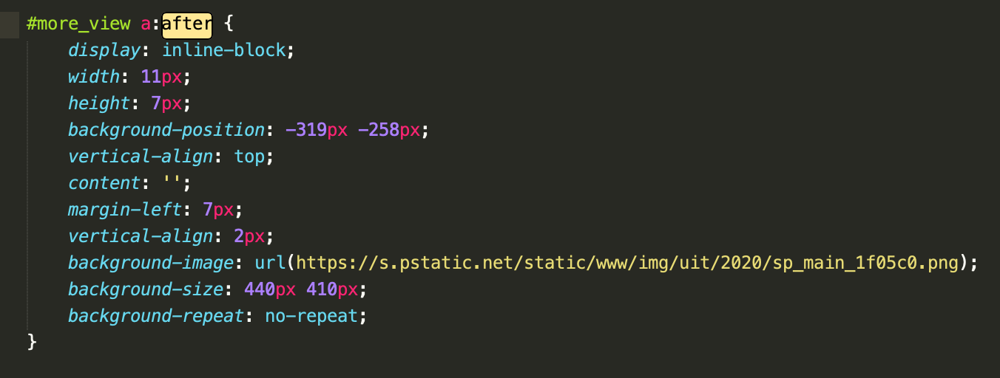 #more_view a:after {
display: inline-block;
width: 11px;
height: 7px;
background-position: -319px -258px;
vertical-align: top;
content: '';
margin-left: 7px;
vertical-align: 2px;
background-image: url(https://s.pstatic.net/static/www/img/uit/2020/sp_main_1f05c0.png);
background-size: 440px 410px;
background-repeat: no-repeat;
}